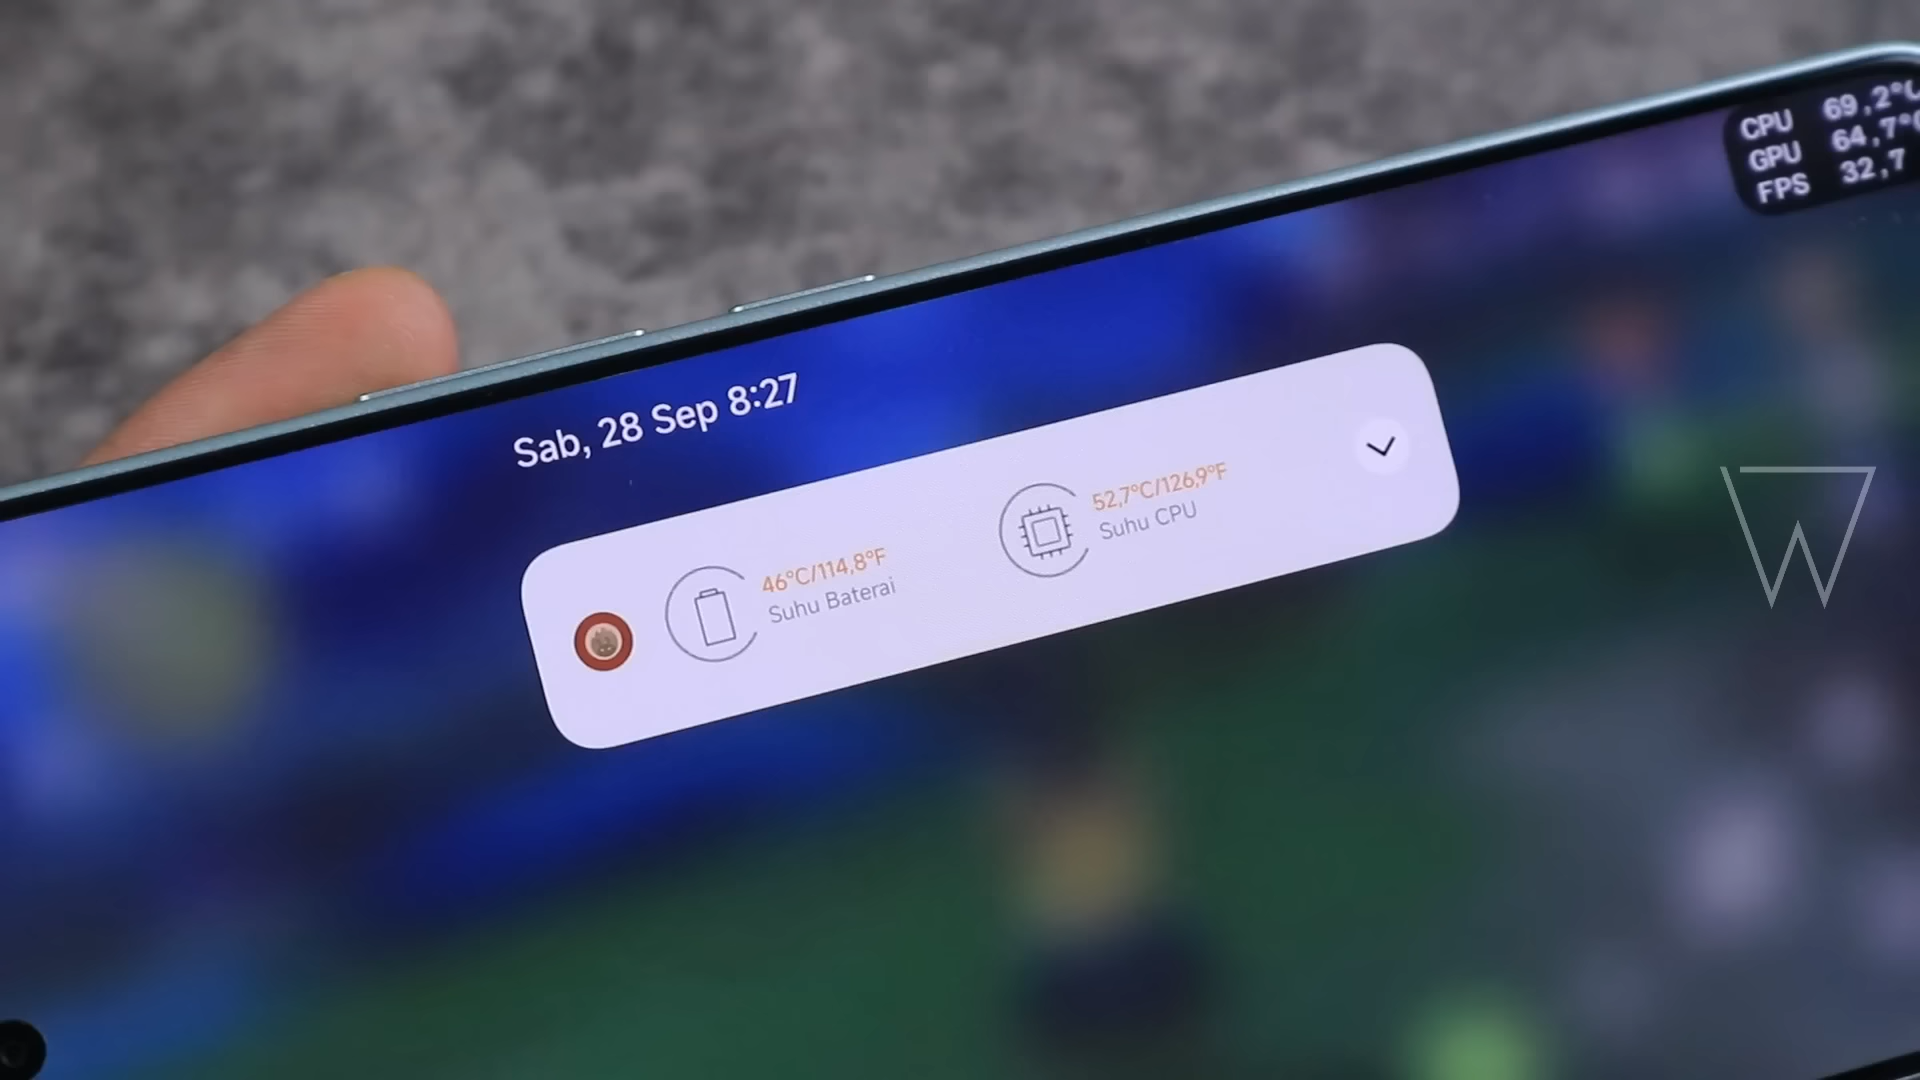 CPU 69,2°C
GPU 64,7°C
FPS 32,7
Sab, 28 Sep 8:27
46°C/114,8°F
Suhu Baterai
52,7°C/126,9°F
Suhu CPU
W